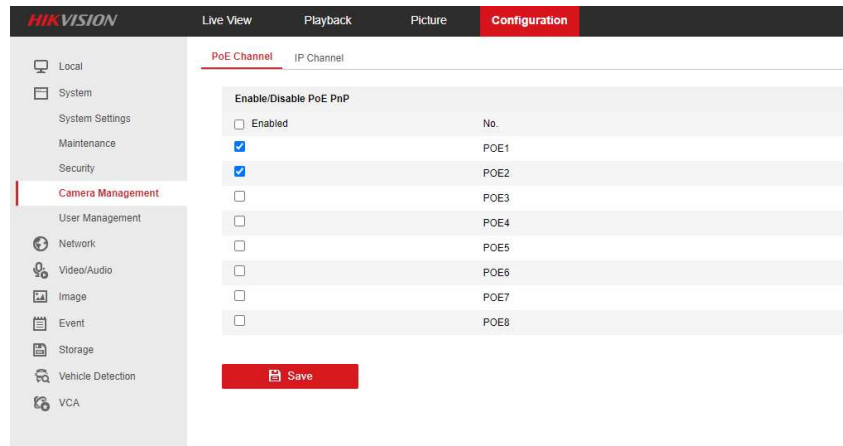 HIKVISION Live View Playback Picture Configuration
PoE Channel IP Channel
Local
System
System Settings
Maintenance
Security
Camera Management
User Management
Network
Video/Audio
Image
Event
Storage
Vehicle Detection
VCA
Enable/Disable PoE PnP
Enabled No.
POE1
POE2
POE3
POE4
POE5
POE6
POE7
POE8
Save